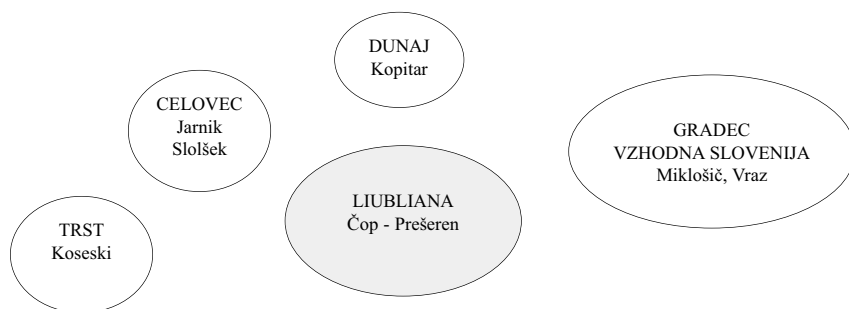 DUNAJ
Kopitar
CELOVEC
Jarnik
Slolšek
GRADEC
VZHODNA SLOVENIJA
Miklošič, Vraz
LIUBLIANA
Čop - Prešeren
TRST
Koseski